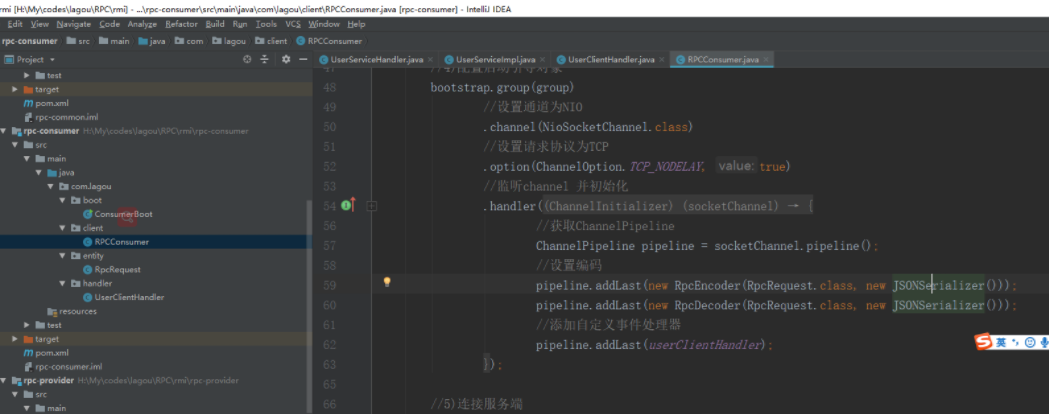 rmi [H:\My\codes\lagou\RPC\rmi] - ...\rpc-consumer\src\main\java\com\lagou\client\RPCConsumer.java [rpc-consumer] - IntelliJ IDEA
Edit View Navigate Code Analyze Refactor Build Run Tools VCS Window Help
rpc-consumer src main java com lagou client RPCConsumer
Project
UserServiceHandler.java UserServiceImpl.java UserClientHandler.java RPCConsumer.java
test
target
pom.xml
rpc-common.iml
rpc-consumer H:\My\codes\lagou\RPC\rmi\rpc-consumer
src
main
java
com.lagou
boot
ConsumerBoot
client
RPCConsumer
entity
RpcRequest
handler
UserClientHandler
resources
test
target
pom.xml
rpc-consumer.iml
rpc-provider H:\My\codes\lagou\RPC\rmi\rpc-provider
src
main
47 //4)配置启动引导对象
48 bootstrap.group(group)
49 //设置通道为NIO
50 .channel(NioSocketChannel.class)
51 //设置请求协议为TCP
52 .option(ChannelOption.TCP_NODELAY, value: true)
53 //监听channel 并初始化
54 .handler((ChannelInitializer) (socketChannel) → {
56 //获取ChannelPipeline
57 ChannelPipeline pipeline = socketChannel.pipeline();
58 //设置编码
59 pipeline.addLast(new RpcEncoder(RpcRequest.class, new JSONSerializer()));
60 pipeline.addLast(new RpcDecoder(RpcRequest.class, new JSONSerializer()));
61 //添加自定义事件处理器
62 pipeline.addLast(userClientHandler);
63 });
65
66 //5)连接服务端
英